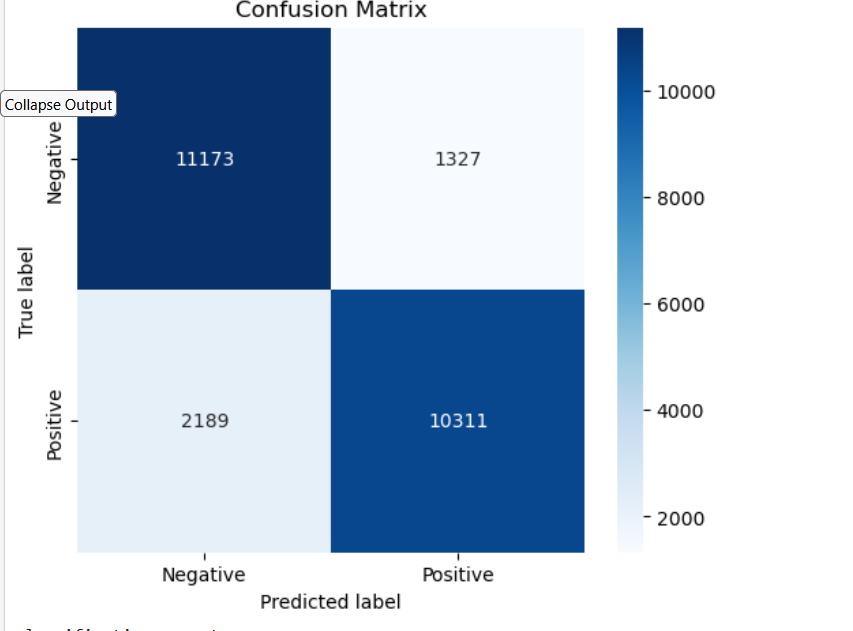 Confusion Matrix
Collapse Output
Negative
Positive
True label
11173
1327
2189
10311
Negative
Positive
Predicted label
10000
8000
6000
4000
2000